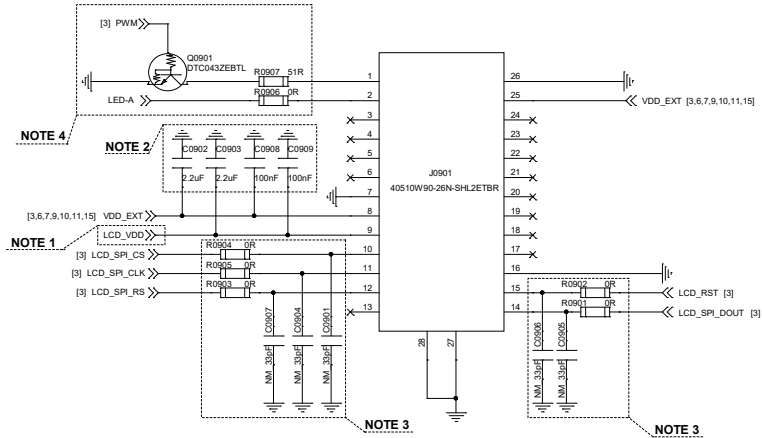 [3] PWM
Q0901
DTC043ZEBTL
R0907 51R
R0906 0R
LED-A
NOTE 4
NOTE 2
C0902 C0903 C0908 C0909
2.2uF 2.2uF 100nF 100nF
[3,6,7,9,10,11,15] VDD_EXT
NOTE 1
LCD_VDD
[3] LCD_SPI_CS
[3] LCD_SPI_CLK
[3] LCD_SPI_RS
R0904 0R
R0905 0R
R0903 0R
C0907 C0904 C0901
NM 33pF NM 33pF NM 33pF
NOTE 3
1
2
3
4
5
6
7
8
9
10
11
12
13
J0901
40510W90-26N-SHL2ETBR
28 27
26
25
24
23
22
21
20
19
18
17
16
15
14
VDD_EXT [3,6,7,9,10,11,15]
R0902 0R
LCD_RST [3]
R0901 0R
LCD_SPI_DOUT [3]
C0906 C0905
NM 33pF NM 33pF
NOTE 3